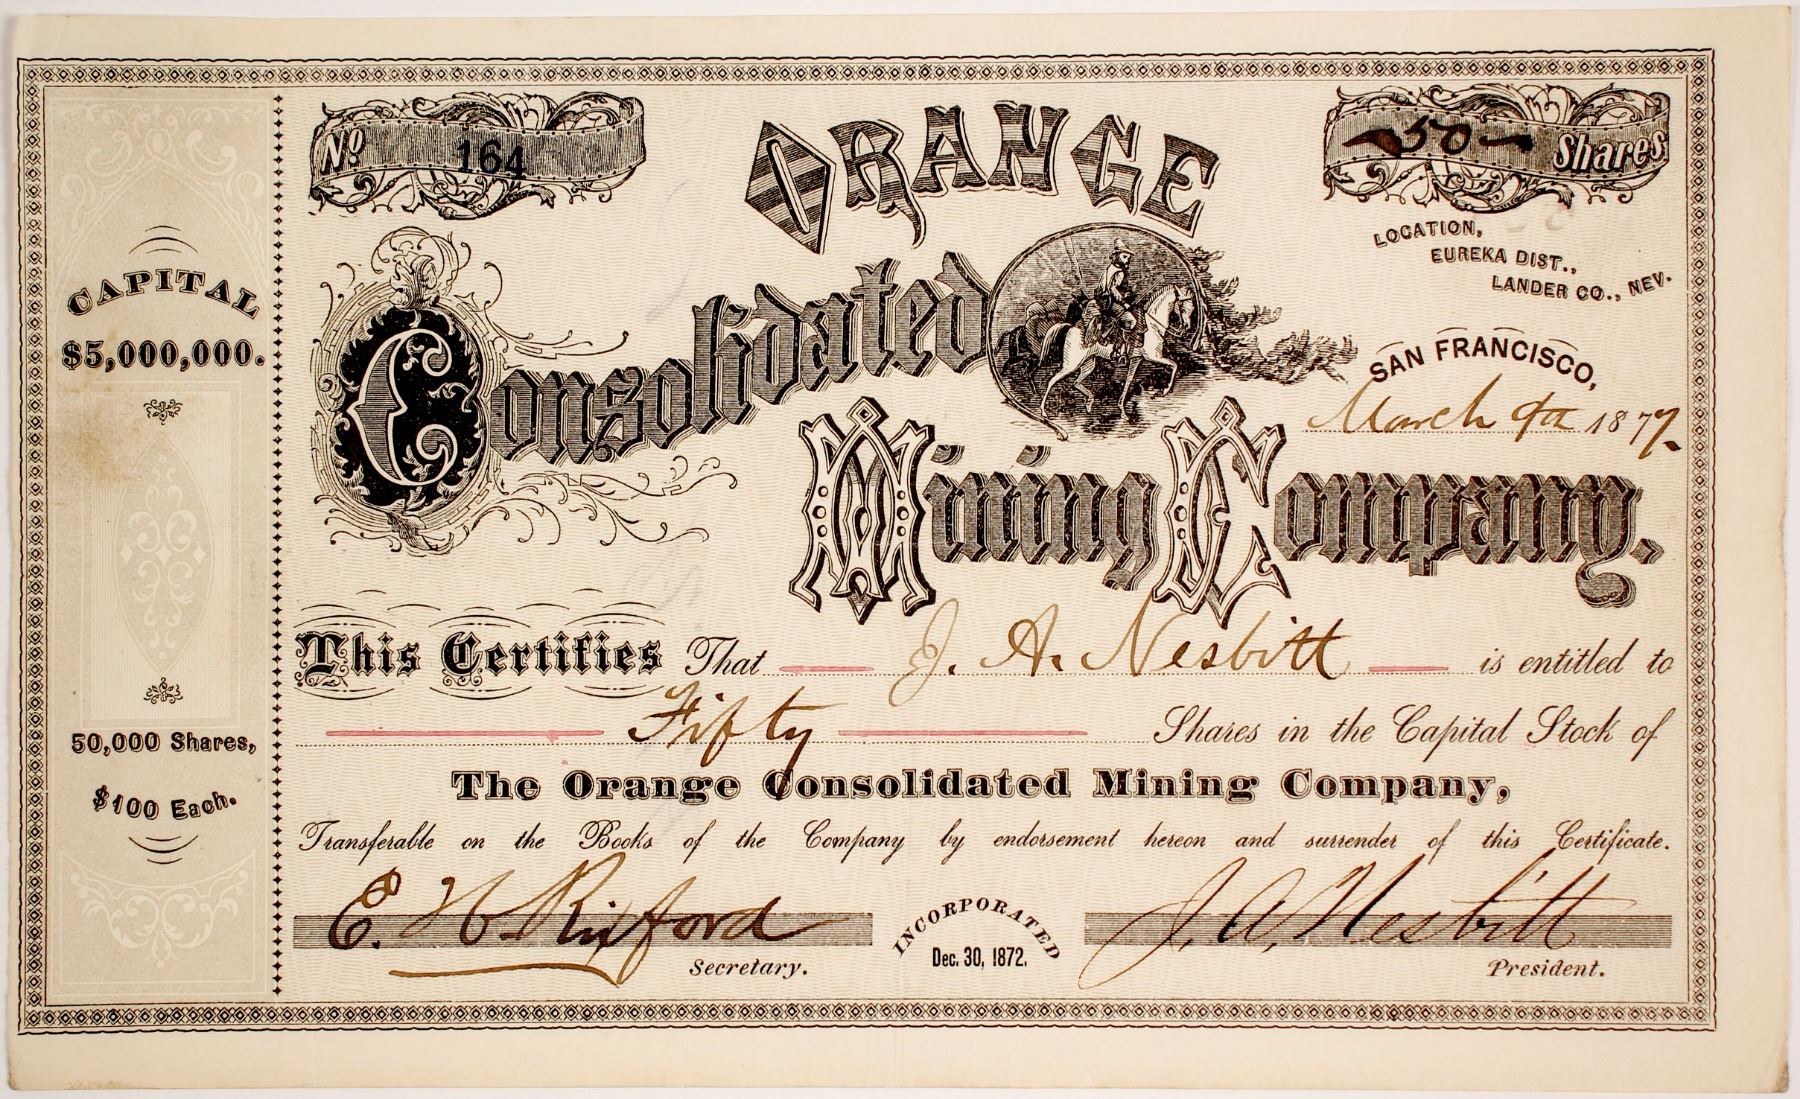 No. 164
ORANGE
50 Shares
LOCATION,
EUREKA DIST.,
LANDER CO., NEV.
CAPITAL
$5,000,000.
Consolidated
SAN FRANCISCO,
March 9th 1877.
Mining Company,
This Certifies That J. A. Nesbitt is entitled to
Fifty Shares in the Capital Stock of
50,000 Shares,
$100 Each.
The Orange Consolidated Mining Company,
Transferable on the Books of the Company by endorsement hereon and surrender of this Certificate.
E. H. Rixford
Secretary.
INCORPORATED
Dec. 30, 1872.
J. A. Nesbitt
President.